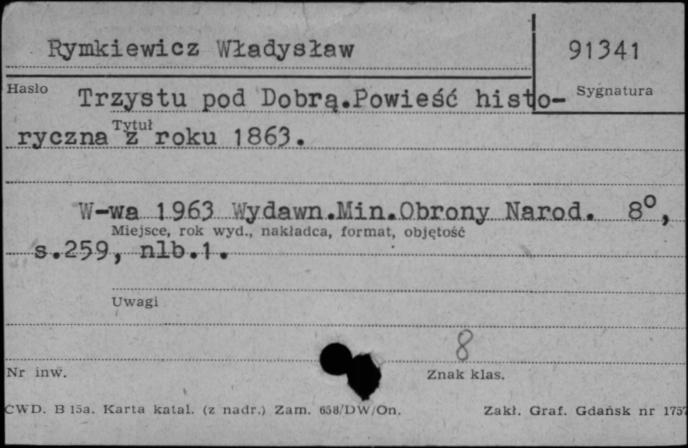 Rymkiewicz Władysław
91341
Hasło
Sygnatura
Trzystu pod Dobrą.Powieść histo-
Tytuł
ryczna z roku 1863.
W-wa 1963 Wydawn.Min.Obrony Narod. 8°,
Miejsce, rok wyd., nakładca, format, objętość
s.259, nlb.1.
Uwagi
8
Nr inw.
Znak klas.
CWD. B 15a. Karta katal. (z nadr.) Zam. 658/DW/On.
Zakł. Graf. Gdańsk nr 1757